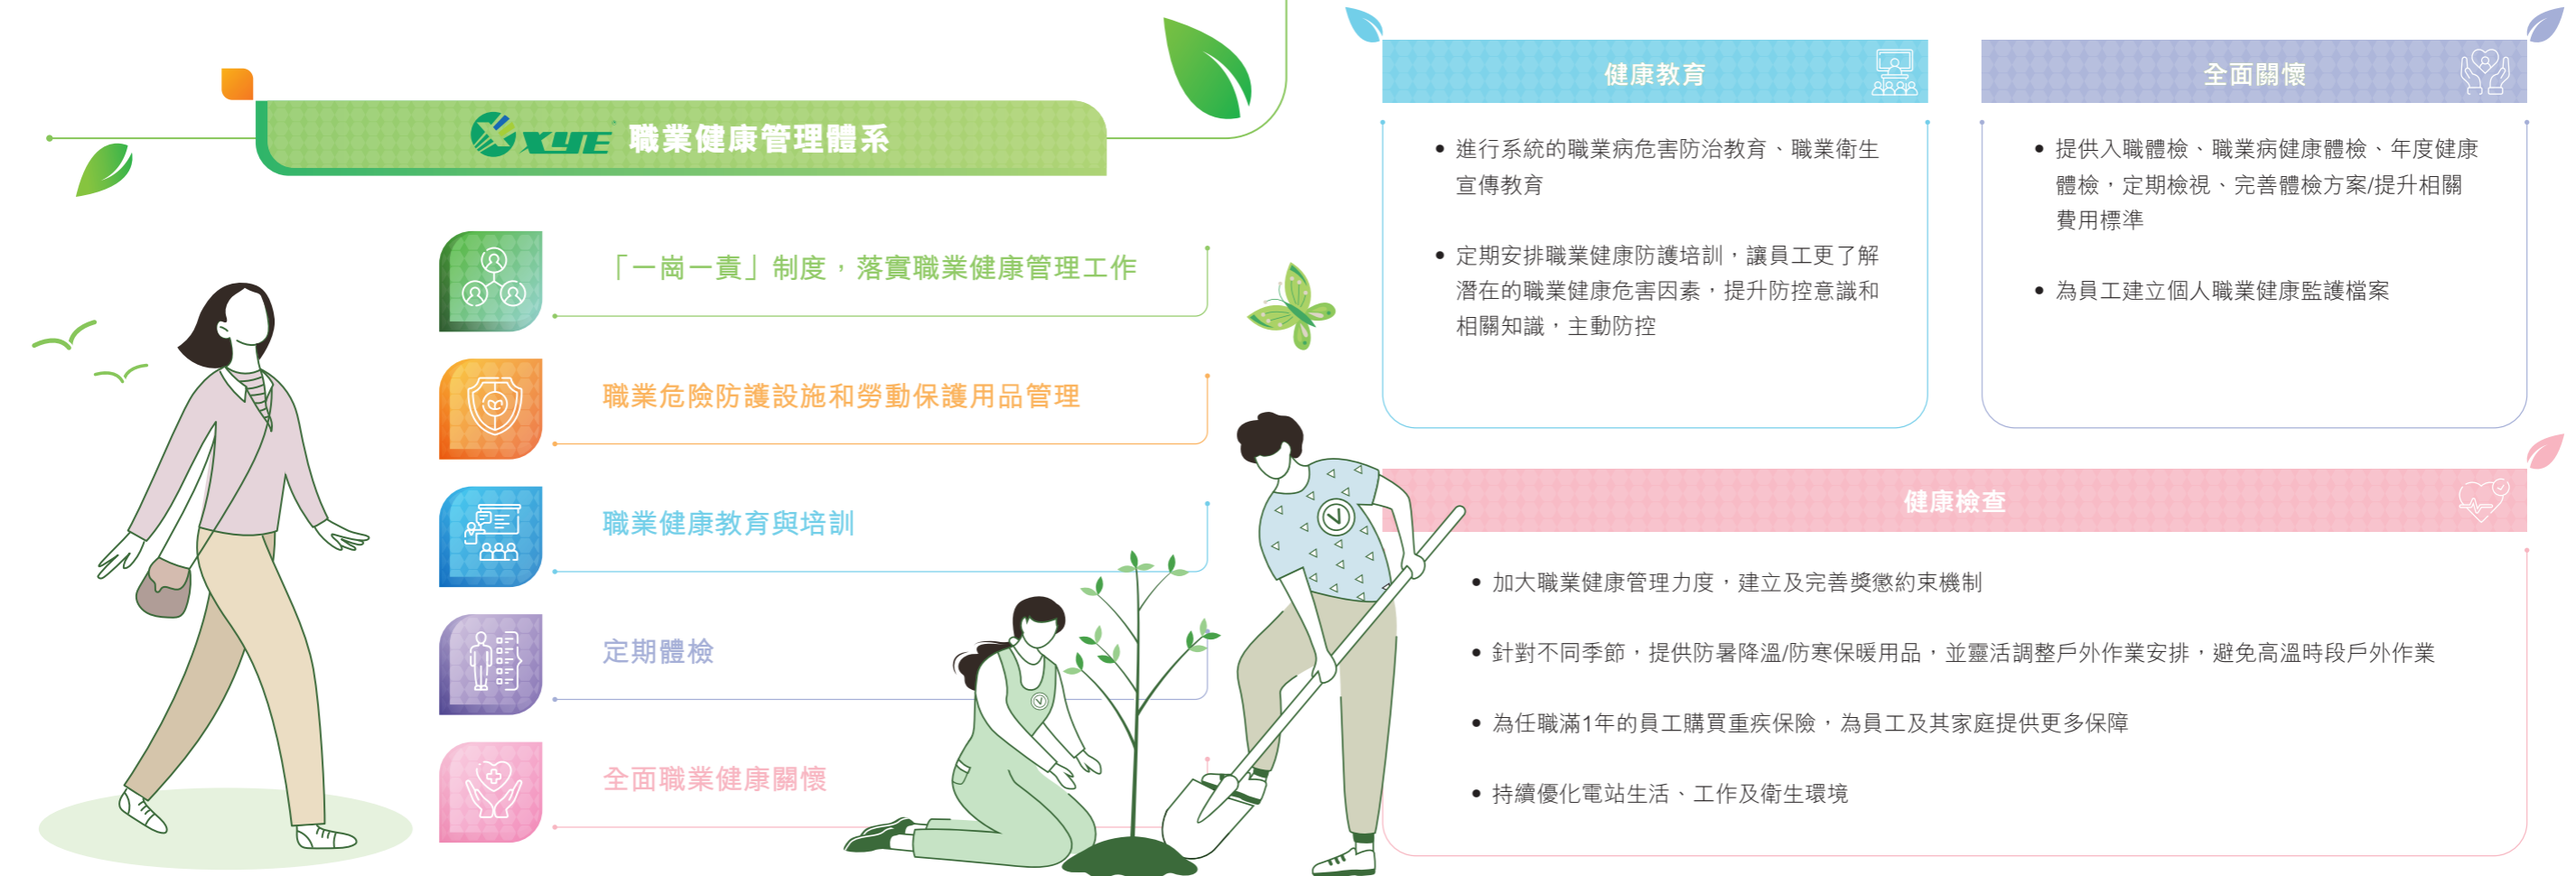 XYE 職業健康管理體系
「一崗一責」制度，落實職業健康管理工作
職業危險防護設施和勞動保護用品管理
職業健康教育與培訓
定期體檢
全面職業健康關懷
健康教育
• 進行系統的職業病危害防治教育、職業衛生
宣傳教育
• 定期安排職業健康防護培訓，讓員工更了解
潛在的職業健康危害因素，提升防控意識和
相關知識，主動防控
全面關懷
• 提供入職體檢、職業病健康體檢、年度健康
體檢，定期檢視、完善體檢方案/提升相關
費用標準
• 為員工建立個人職業健康監護檔案
健康檢查
• 加大職業健康管理力度，建立及完善獎懲約束機制
• 針對不同季節，提供防暑降溫/防寒保暖用品，並靈活調整戶外作業安排，避免高溫時段戶外作業
• 為任職滿1年的員工購買重疾保險，為員工及其家庭提供更多保障
• 持續優化電站生活、工作及衛生環境